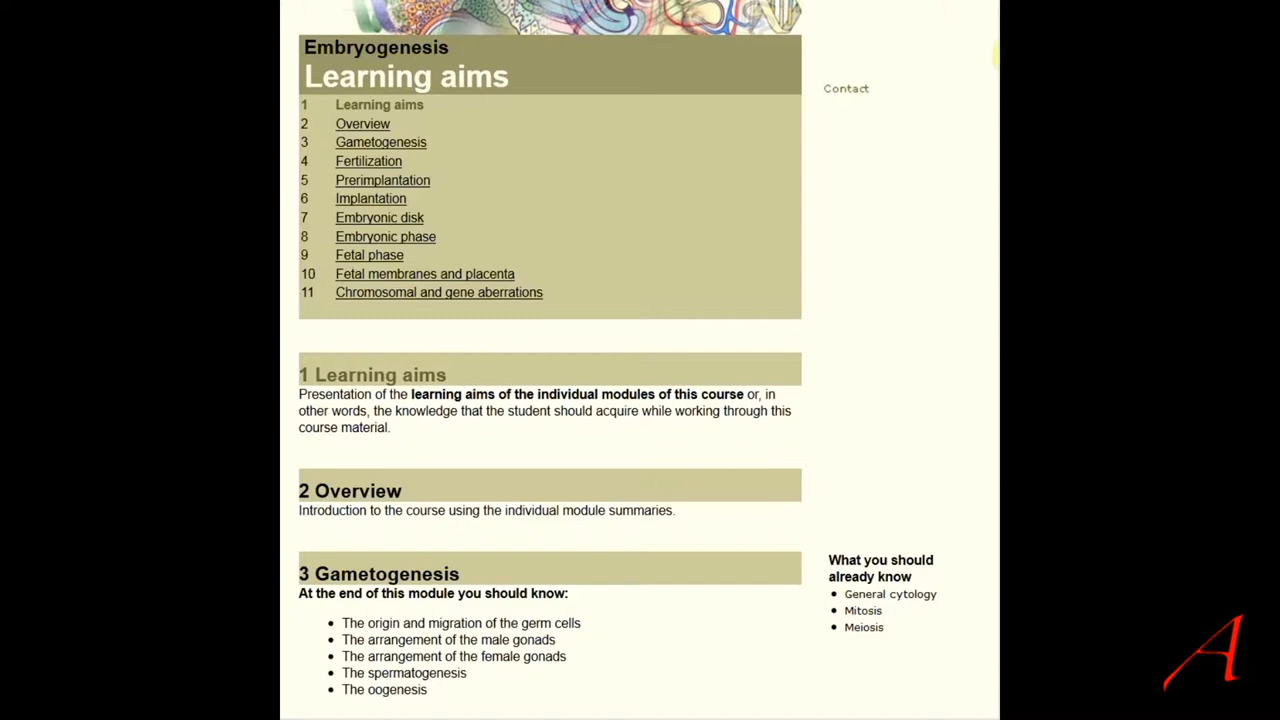 Embryogenesis
Learning aims
Contact
1 Learning aims
2 Overview
3 Gametogenesis
4 Fertilization
5 Prerimplantation
6 Implantation
7 Embryonic disk
8 Embryonic phase
9 Fetal phase
10 Fetal membranes and placenta
11 Chromosomal and gene aberrations
1 Learning aims
Presentation of the learning aims of the individual modules of this course or, in
other words, the knowledge that the student should acquire while working through this
course material.
2 Overview
Introduction to the course using the individual module summaries.
3 Gametogenesis
At the end of this module you should know:
• The origin and migration of the germ cells
• The arrangement of the male gonads
• The arrangement of the female gonads
• The spermatogenesis
• The oogenesis
What you should
already know
• General cytology
• Mitosis
• Meiosis
A